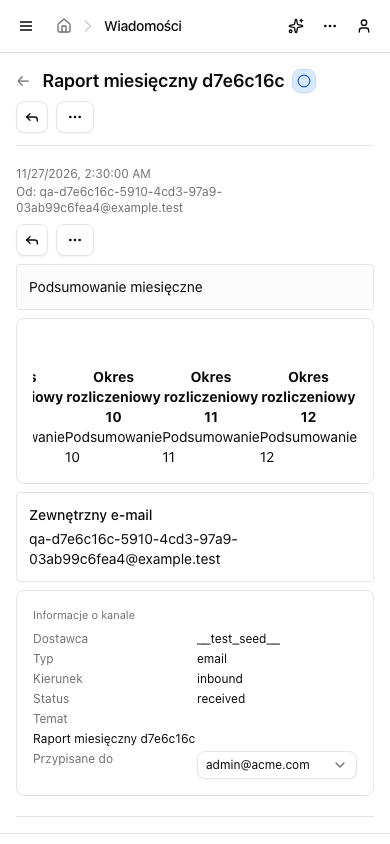 Wiadomości
Raport miesięczny d7e6c16c
11/27/2026, 2:30:00 AM
Od: qa-d7e6c16c-5910-4cd3-97a9-
03ab99c6fea4@example.test
Podsumowanie miesięczne
Okres Okres Okres
rozliczeniowy rozliczeniowy rozliczeniowy
10 11 12
Podsumowanie Podsumowanie Podsumowanie
10 11 12
Zewnętrzny e-mail
qa-d7e6c16c-5910-4cd3-97a9-
03ab99c6fea4@example.test
Informacje o kanale
Dostawca __test_seed__
Typ email
Kierunek inbound
Status received
Temat
Raport miesięczny d7e6c16c
Przypisane do admin@acme.com